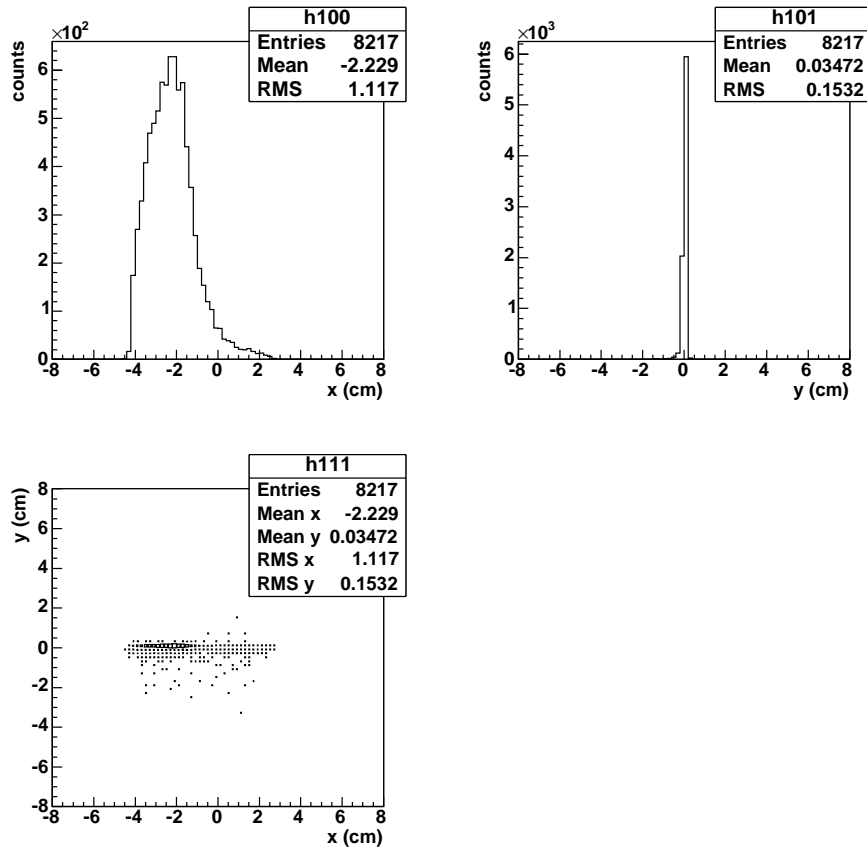 h100
Entries 8217
Mean -2.229
RMS 1.117
×10²
counts
6
5
4
3
2
1
0
-8 -6 -4 -2 0 2 4 6 8
x (cm)
h101
Entries 8217
Mean 0.03472
RMS 0.1532
×10³
counts
6
5
4
3
2
1
0
-8 -6 -4 -2 0 2 4 6 8
y (cm)
h111
Entries 8217
Mean x -2.229
Mean y 0.03472
RMS x 1.117
RMS y 0.1532
y (cm)
8
6
4
2
0
-2
-4
-6
-8
-8 -6 -4 -2 0 2 4 6 8
x (cm)